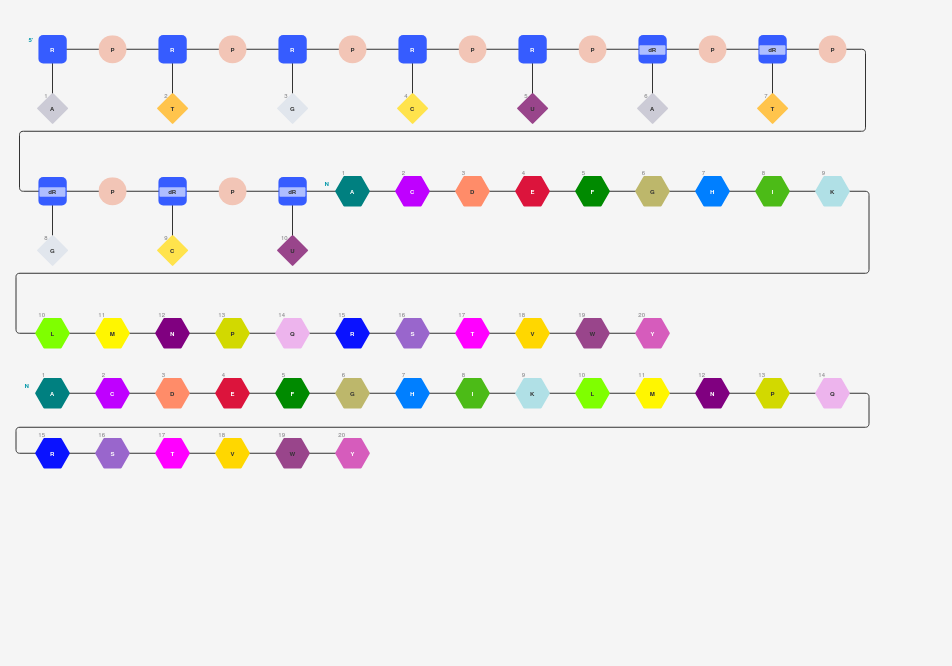 5' R P R P R P R P R P dR P dR P
1 2 3 4 5 6 7
A T G C U A T
N 1 2 3 4 5 6 7 8 9
dR P dR P dR A C D E F G H I K
8 9 10
G C U
10 11 12 13 14 15 16 17 18 19 20
L M N P Q R S T V W Y
N 1 2 3 4 5 6 7 8 9 10 11 12 13 14
A C D E F G H I K L M N P Q
15 16 17 18 19 20
R S T V W Y